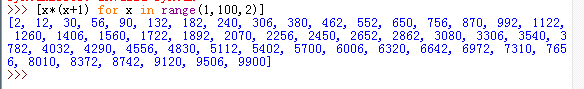 >>> [x*(x+1) for x in range(1,100,2)]
[2, 12, 30, 56, 90, 132, 182, 240, 306, 380, 462, 552, 650, 756, 870, 992, 1122,
1260, 1406, 1560, 1722, 1892, 2070, 2256, 2450, 2652, 2862, 3080, 3306, 3540, 3
782, 4032, 4290, 4556, 4830, 5112, 5402, 5700, 6006, 6320, 6642, 6972, 7310, 765
6, 8010, 8372, 8742, 9120, 9506, 9900]
>>>